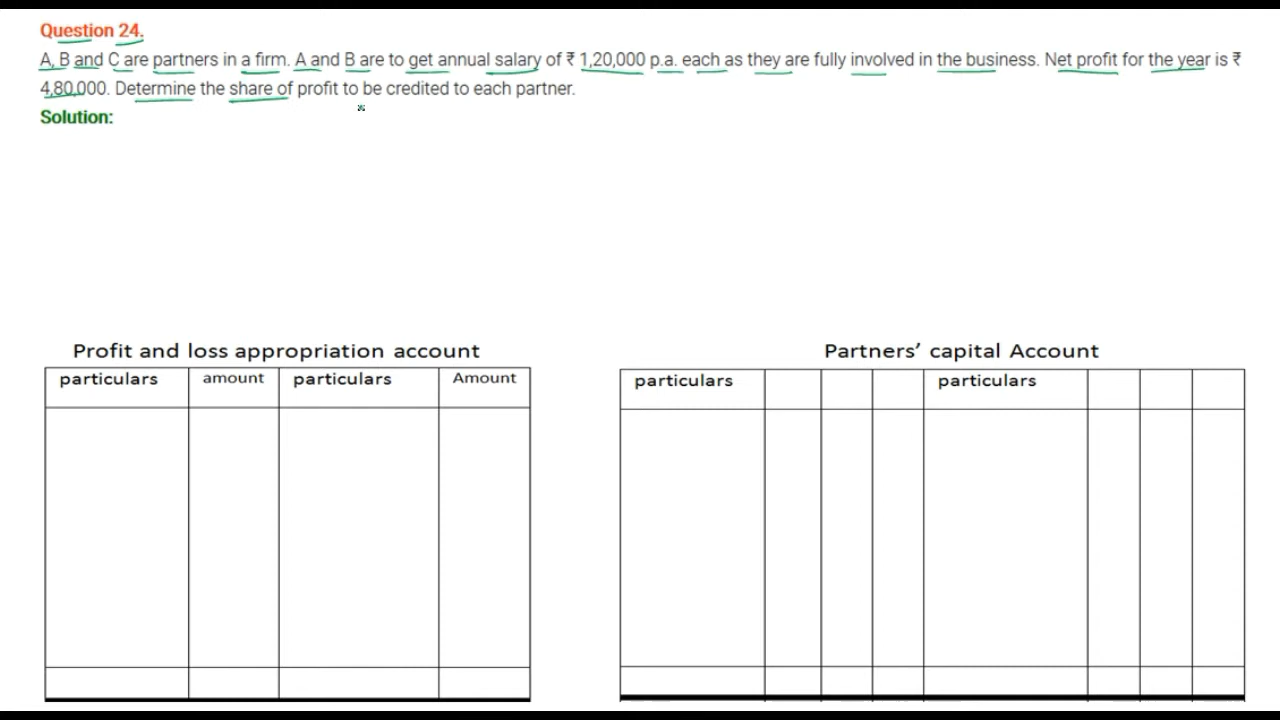 Question 24.
A, B and C are partners in a firm. A and B are to get annual salary of ₹ 1,20,000 p.a. each as they are fully involved in the business. Net profit for the year is ₹
4,80,000. Determine the share of profit to be credited to each partner.
Solution:
Profit and loss appropriation account
particulars amount particulars Amount
Partners’ capital Account
particulars particulars